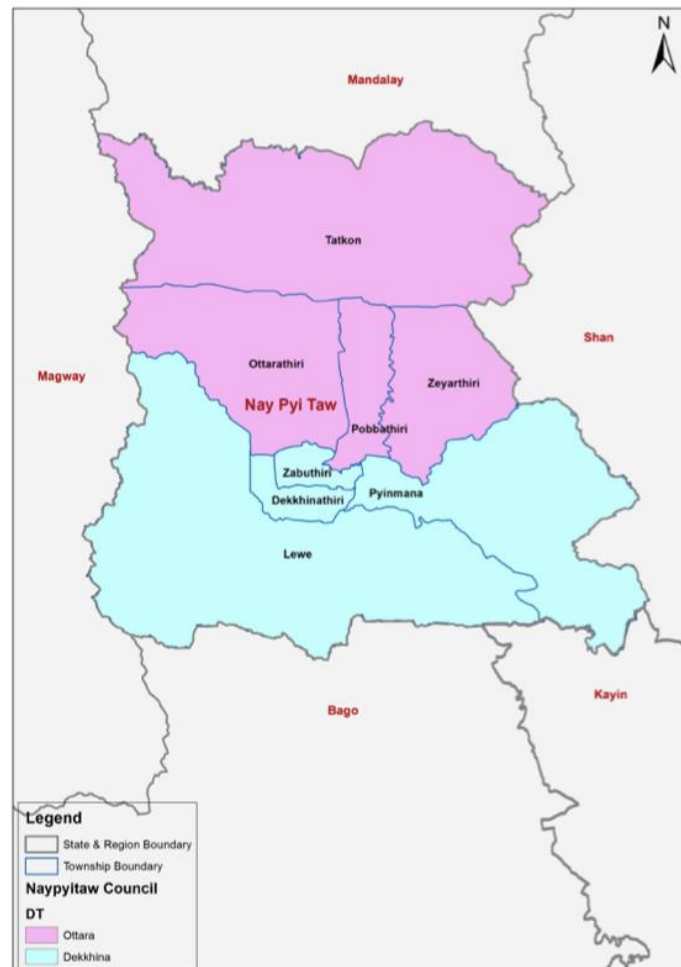 N
Mandalay
Tatkon
Shan
Ottarathiri
Magway
Zeyarthiri
Nay Pyi Taw
Pobbathiri
Zabuthiri
Pyinmana
Dekkhinathiri
Lewe
Kayin
Bago
Legend
State & Region Boundary
Township Boundary
Naypyitaw Council
DT
Ottara
Dekkhina